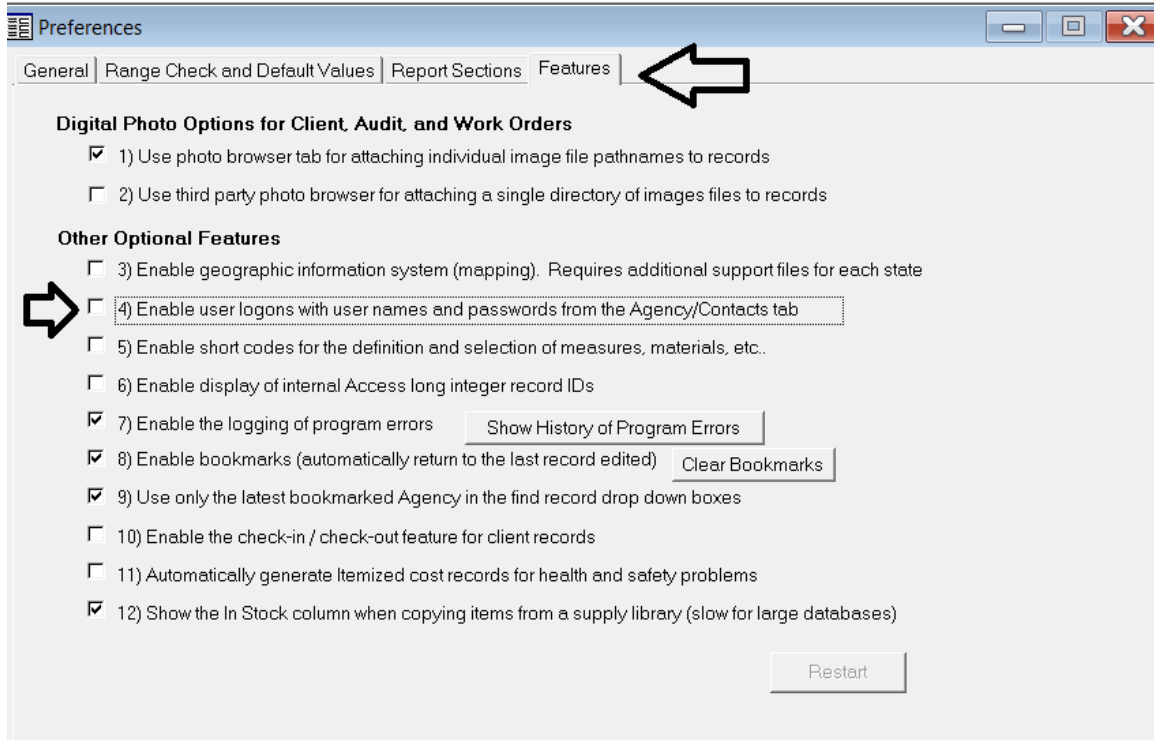 Preferences
General Range Check and Default Values Report Sections Features
Digital Photo Options for Client, Audit, and Work Orders
1) Use photo browser tab for attaching individual image file pathnames to records
2) Use third party photo browser for attaching a single directory of images files to records
Other Optional Features
3) Enable geographic information system (mapping). Requires additional support files for each state
4) Enable user logons with user names and passwords from the Agency/Contacts tab
5) Enable short codes for the definition and selection of measures, materials, etc..
6) Enable display of internal Access long integer record IDs
7) Enable the logging of program errors Show History of Program Errors
8) Enable bookmarks (automatically return to the last record edited) Clear Bookmarks
9) Use only the latest bookmarked Agency in the find record drop down boxes
10) Enable the check-in / check-out feature for client records
11) Automatically generate Itemized cost records for health and safety problems
12) Show the In Stock column when copying items from a supply library (slow for large databases)
Restart